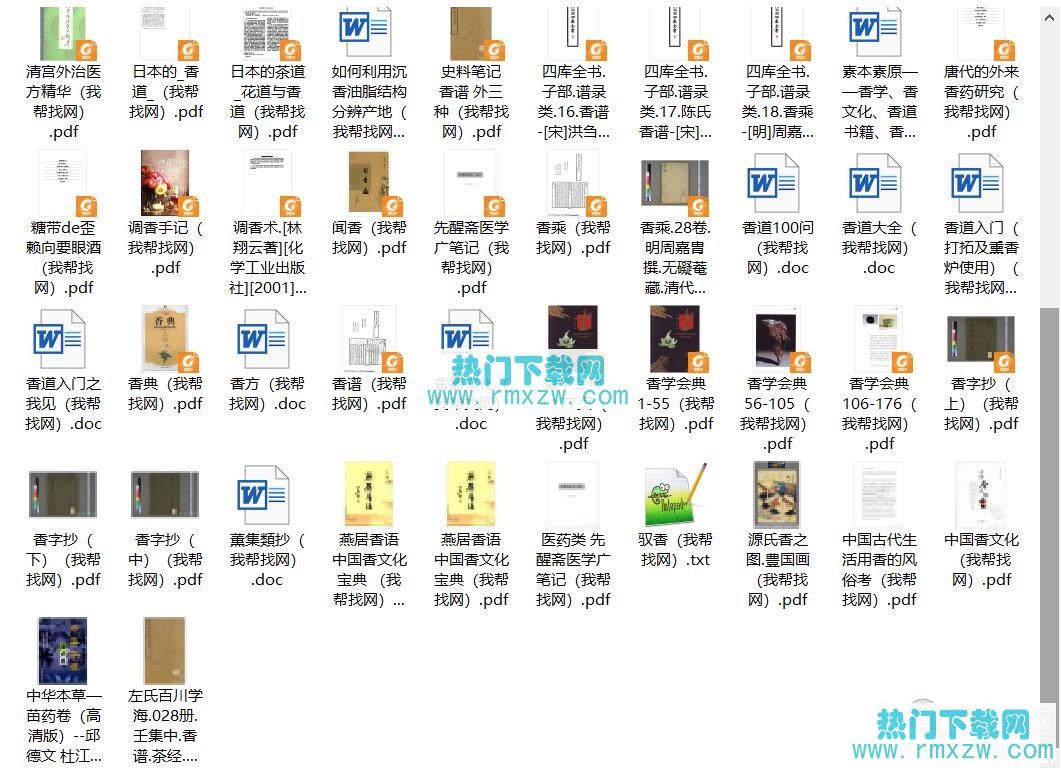 清宫外治医
方精华（我
帮找网）
.pdf
日本的_香
道_（我帮
找网）.pdf
日本的茶道
_花道与香
道（我帮找
网）.pdf
如何利用沉
香油脂结构
分辨产地（
我帮找网...
史料笔记
香谱 外三
种（我帮找
网）.pdf
四库全书.
子部.谱录
类.16.香谱
-[宋]洪刍...
四库全书.
子部.谱录
类.17.陈氏
香谱-[宋]...
四库全书.
子部.谱录
类.18.香乘
-[明]周嘉...
素本素原—
—香学、香
文化、香道
书籍、香...
唐代的外来
香药研究（
我帮找网）
.pdf
糖带de歪
赖向要眼酒
（我帮找
网）.pdf
调香手记（
我帮找网）
.pdf
调香术.[林
翔云著][化
学工业出版
社][2001]...
闻香（我帮
找网）.pdf
先醒斋医学
广笔记（我
帮找网）
.pdf
香乘（我帮
找网）.pdf
香乘.28卷.
明周嘉胄
撰.无礙菴
藏.清代...
香道100问
（我帮找
网）.doc
香道大全（
我帮找网）
.doc
香道入门（
打拓及熏香
炉使用）（
我帮找网...
香道入门之
我见（我帮
找网）.doc
香典（我帮
找网）.pdf
香方（我帮
找网）.doc
香谱（我帮
找网）.pdf
.doc
（我帮找网）
.pdf
香学会典
1-55（我帮
找网）.pdf
香学会典
56-105（
我帮找网）
.pdf
香学会典
106-176（
我帮找网）
.pdf
香字抄（
上）（我帮
找网）.pdf
热门下载网
www.rmxzw.com
香字抄（
下）（我帮
找网）.pdf
香字抄（
中）（我帮
找网）.pdf
薰集類抄（
我帮找网）
.doc
燕居香语
中国香文化
宝典 （我
帮找网）...
燕居香语
中国香文化
宝典（我帮
找网）.pdf
医药类 先
醒斋医学广
笔记（我帮
找网）.pdf
驭香（我帮
找网）.txt
源氏香之
图.豊国画
（我帮找
网）.pdf
中国古代生
活用香的风
俗考（我帮
找网）.pdf
中国香文化
（我帮找
网）.pdf
中华本草—
苗药卷（高
清版）--邱
德文 杜江...
左氏百川学
海.028册.
壬集中.香
谱.茶经....
热门下载网
www.rmxzw.com